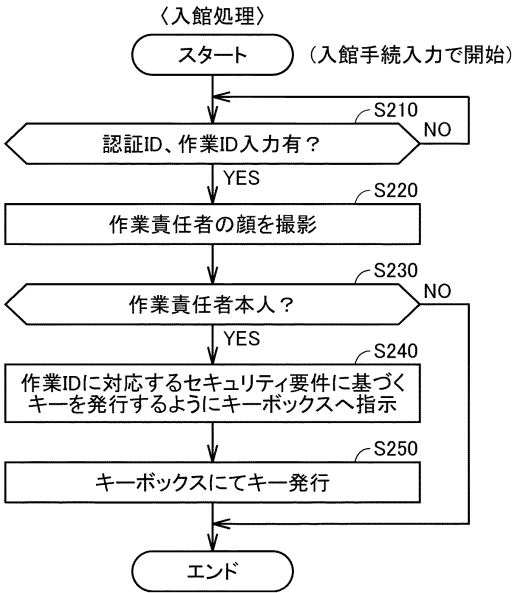 〈入館処理〉
スタート
(入館手続入力で開始)
S210
認証ID、作業ID入力有?
NO
YES
S220
作業責任者の顔を撮影
S230
作業責任者本人?
NO
YES
S240
作業IDに対応するセキュリティ要件に基づく
キーを発行するようにキーボックスへ指示
S250
キーボックスにてキー発行
エンド